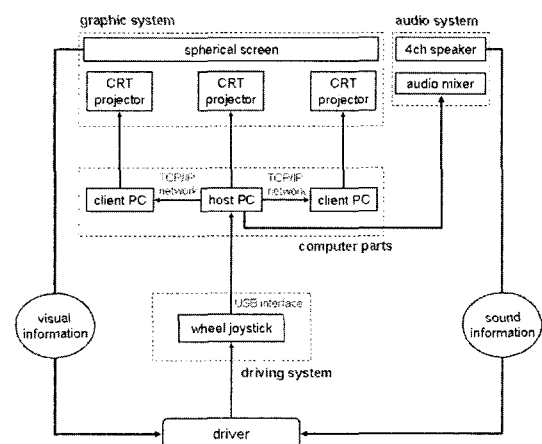 graphic system
audio system
spherical screen
4ch speaker
CRT
projector
CRT
projector
CRT
projector
audio mixer
TCP/IP
network
TCP/IP
network
client PC
host PC
client PC
computer parts
USB interface
visual
information
wheel joystick
sound
information
driving system
driver